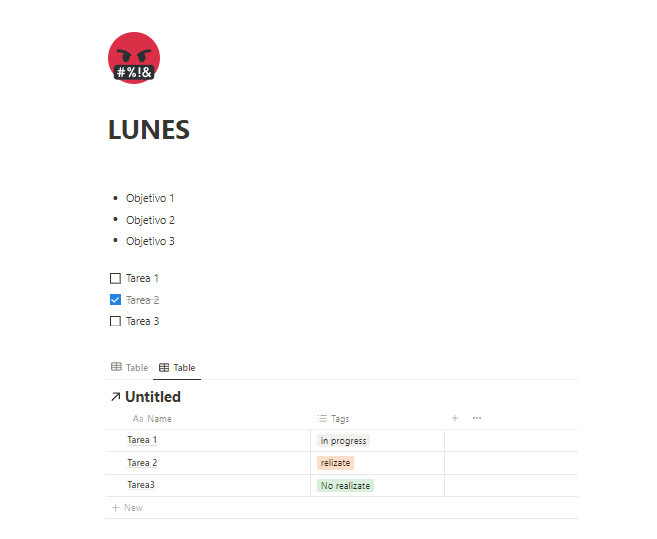 #%!&
LUNES
Objetivo 1
Objetivo 2
Objetivo 3
Tarea 1
Tarea 2
Tarea 3
Table Table
Untitled
Aa Name Tags
Tarea 1 in progress
Tarea 2 relizate
Tarea3 No realizate
New